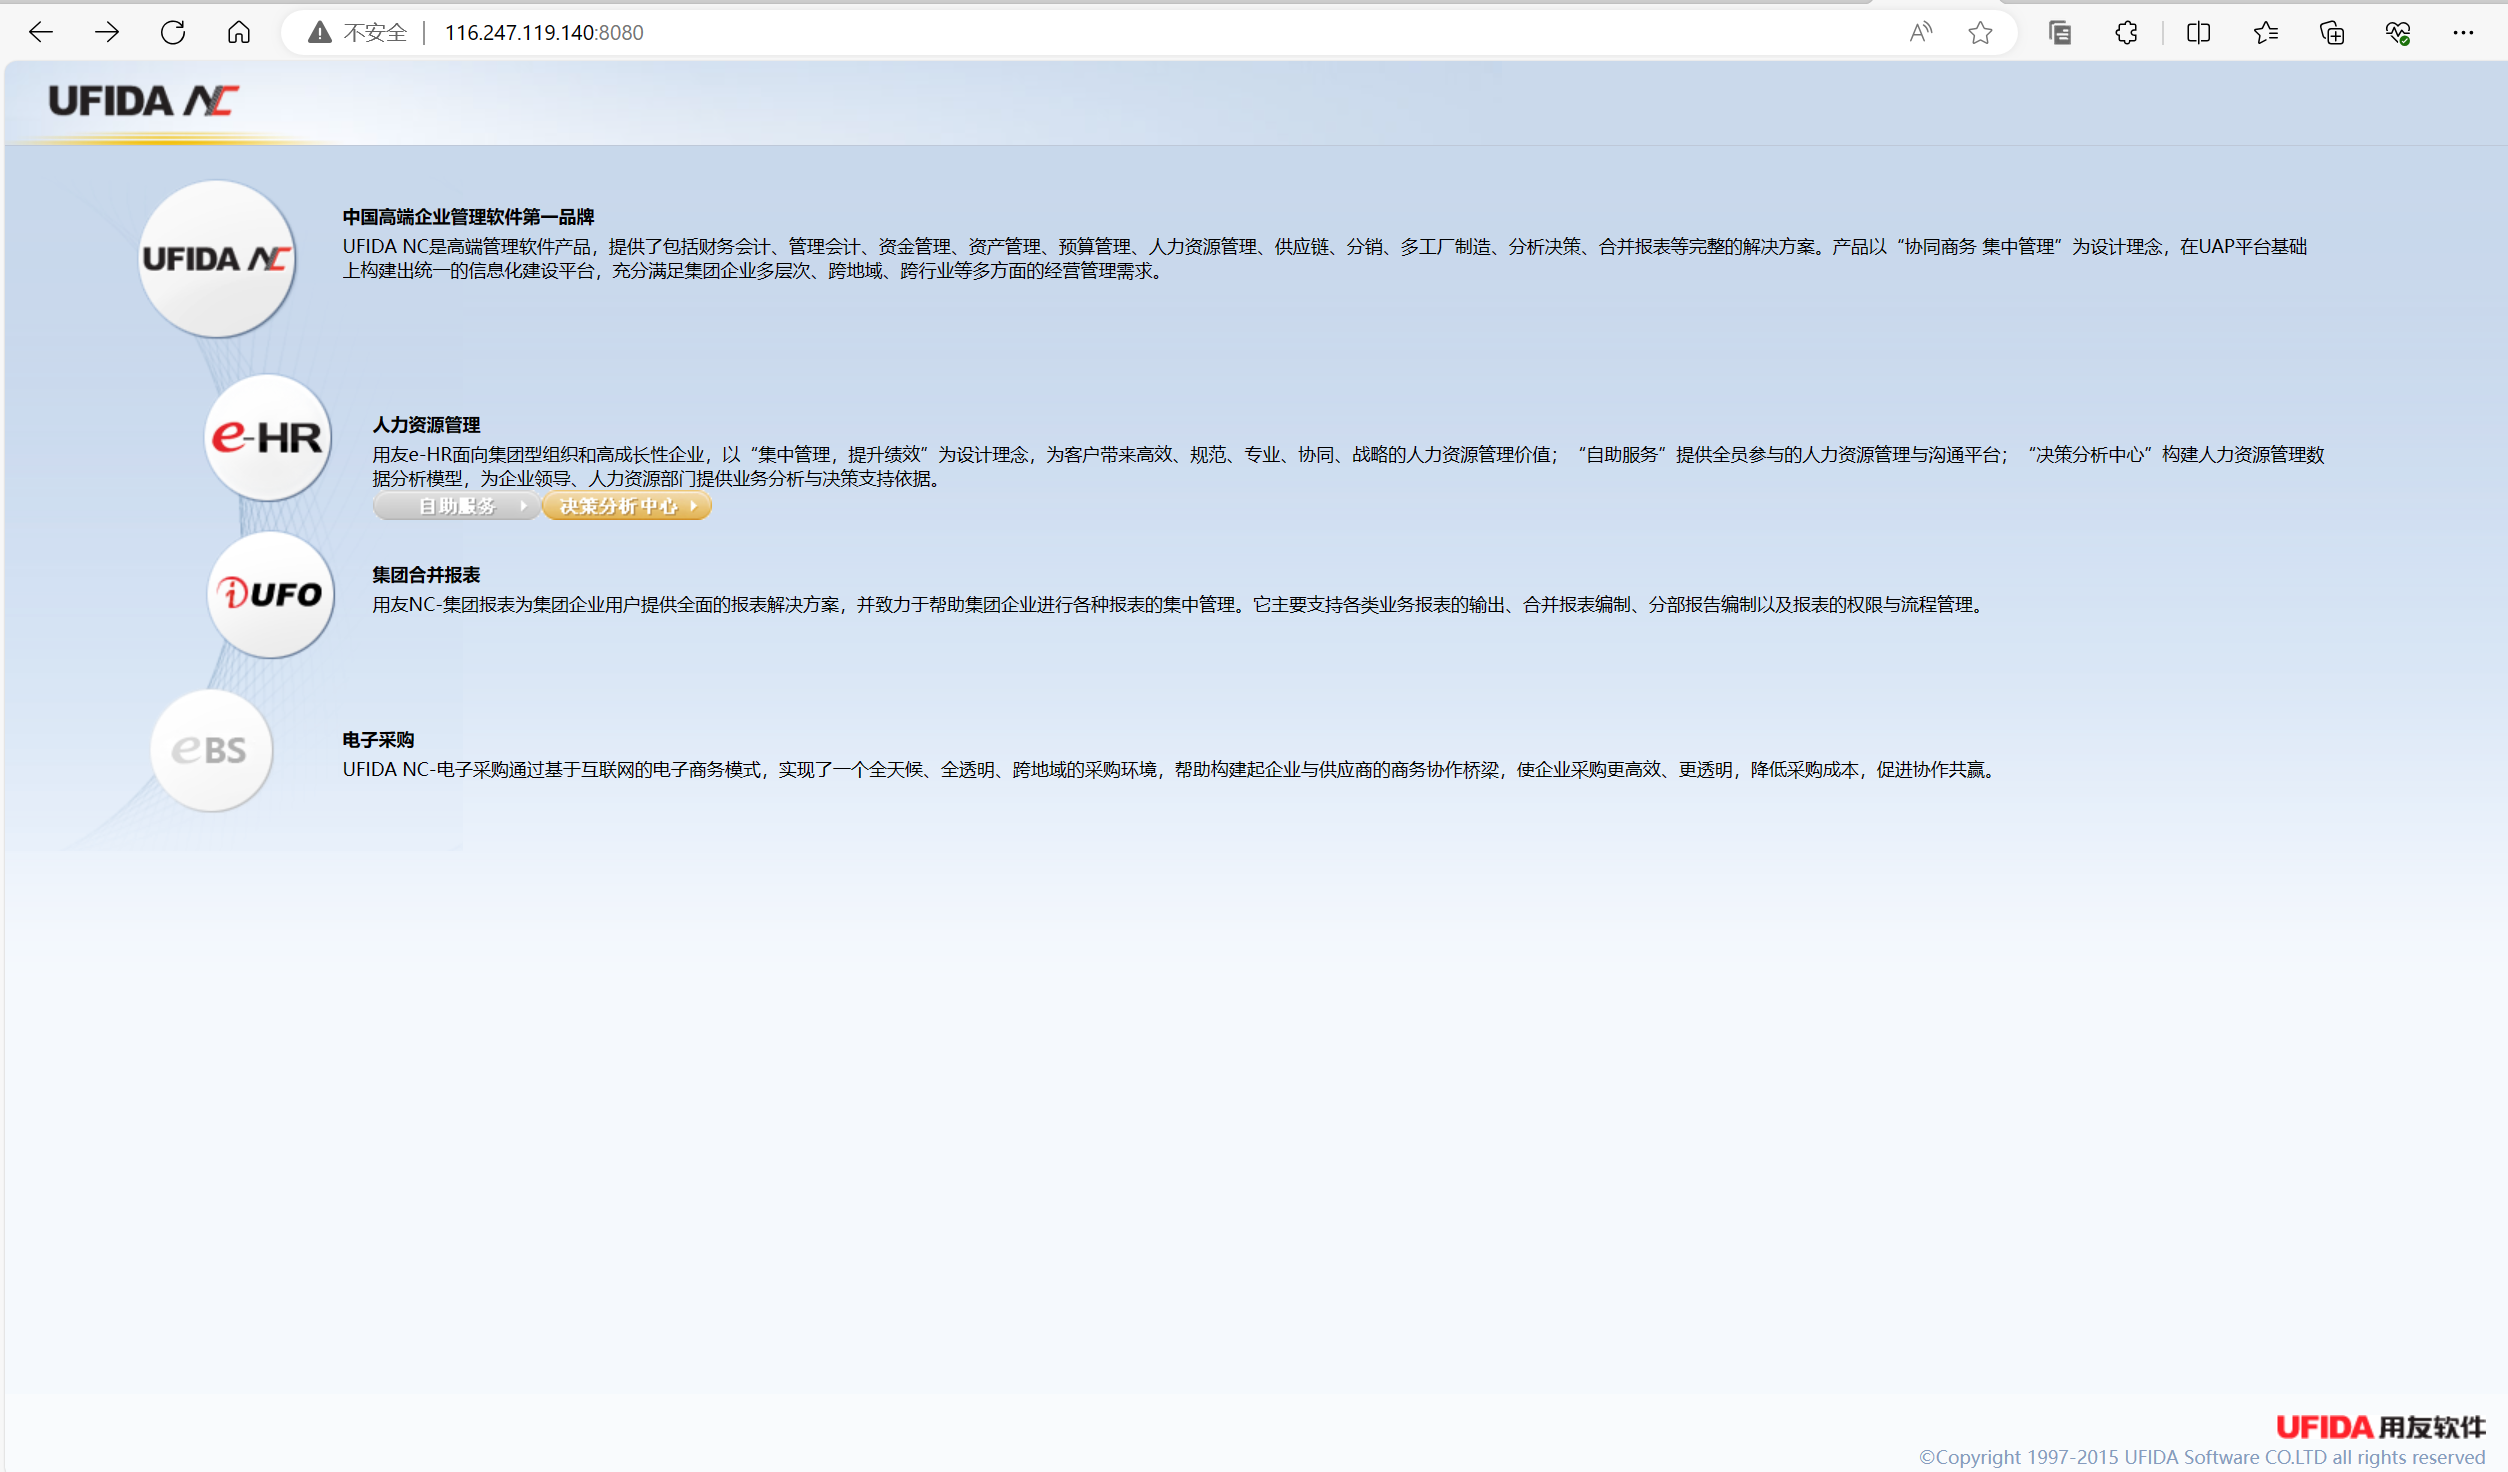 不安全 116.247.119.140:8080
UFIDA NC
UFIDA NC
中国高端企业管理软件第一品牌
UFIDA NC是高端管理软件产品，提供了包括财务会计、管理会计、资金管理、资产管理、预算管理、人力资源管理、供应链、分销、多工厂制造、分析决策、合并报表等完整的解决方案。产品以“协同商务 集中管理”为设计理念，在UAP平台基础
上构建出统一的信息化建设平台，充分满足集团企业多层次、跨地域、跨行业等多方面的经营管理需求。
e-HR
人力资源管理
用友e-HR面向集团型组织和高成长性企业，以“集中管理，提升绩效”为设计理念，为客户带来高效、规范、专业、协同、战略的人力资源管理价值；“自助服务”提供全员参与的人力资源管理与沟通平台；“决策分析中心”构建人力资源管理数
据分析模型，为企业领导、人力资源部门提供业务分析与决策支持依据。
自助服务 决策分析中心
iUFO
集团合并报表
用友NC-集团报表为集团企业用户提供全面的报表解决方案，并致力于帮助集团企业进行各种报表的集中管理。它主要支持各类业务报表的输出、合并报表编制、分部报告编制以及报表的权限与流程管理。
eBS
电子采购
UFIDA NC-电子采购通过基于互联网的电子商务模式，实现了一个全天候、全透明、跨地域的采购环境，帮助构建起企业与供应商的商务协作桥梁，使企业采购更高效、更透明，降低采购成本，促进协作共赢。
UFIDA 用友软件
©Copyright 1997-2015 UFIDA Software CO.LTD all rights reserved